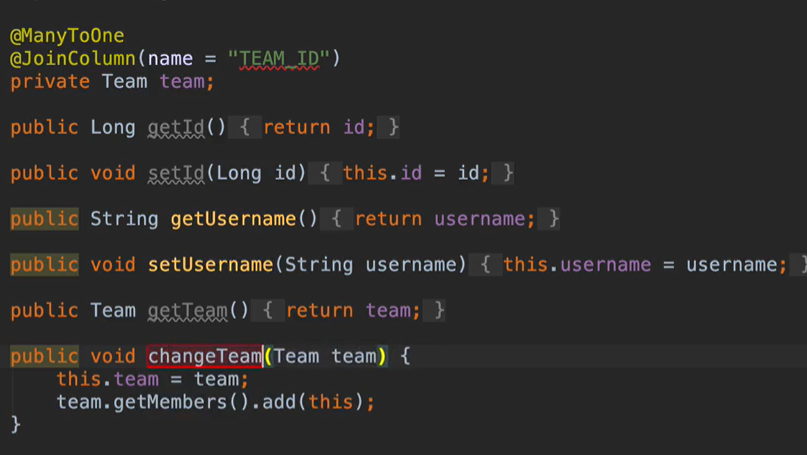 @ManyToOne
@JoinColumn(name = "TEAM_ID")
private Team team;
public Long getId() { return id; }
public void setId(Long id) { this.id = id; }
public String getUsername() { return username; }
public void setUsername(String username) { this.username = username; }
public Team getTeam() { return team; }
public void changeTeam(Team team) {
this.team = team;
team.getMembers().add(this);
}